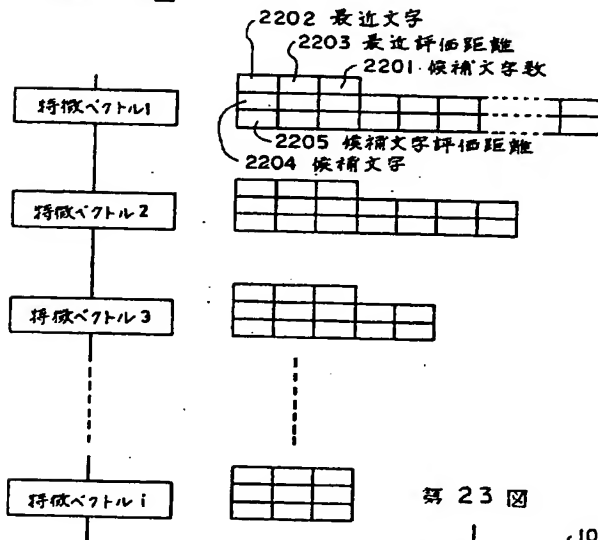 2202 最近文字
2203 最近評価距離
2201 候補文字数
特徴ベクトル1
2205 候補文字評価距離
2204 候補文字
特徴ベクトル2
特徴ベクトル3
特徴ベクトルi
第23図
10